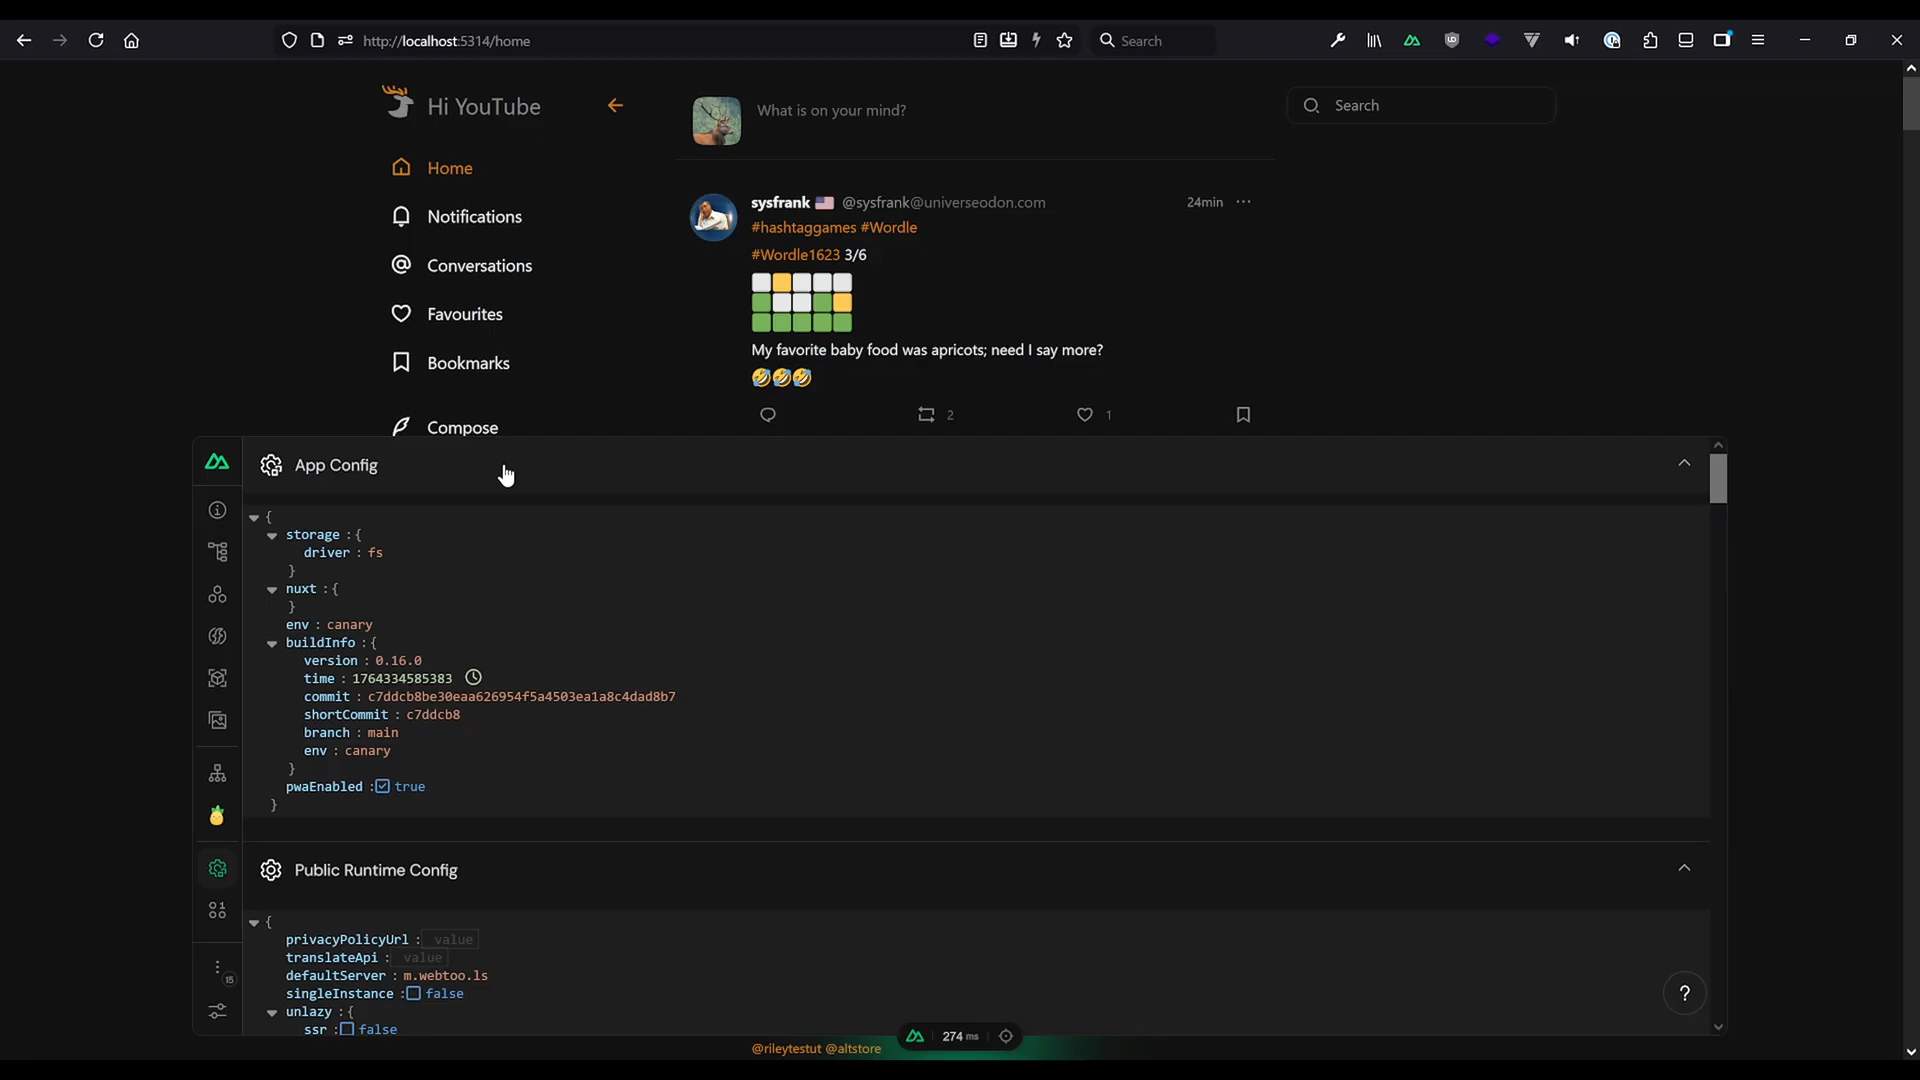 http://localhost:5314/home
Search
Hi YouTube
What is on your mind?
Search
Home
Notifications
Conversations
Favourites
Bookmarks
Compose
sysfrank 🇺🇸 @sysfrank@universeodon.com
24min
#hashtaggames #Wordle
#Wordle1623 3/6
My favorite baby food was apricots; need I say more?
🤣🤣🤣
2
1
App Config
{
storage : {
driver : fs
}
nuxt : {
}
env : canary
buildInfo : {
version : 0.16.0
time : 1764334585383
commit : c7ddcb8be30eaa626954f5a4503ea1a8c4dad8b7
shortCommit : c7ddcb8
branch : main
env : canary
}
pwaEnabled : true
}
Public Runtime Config
{
privacyPolicyUrl : value
translateApi : value
defaultServer : m.webtoo.ls
singleInstance : false
unlazy : {
ssr : false
15
?
274 ms
@rileytestut @altstore